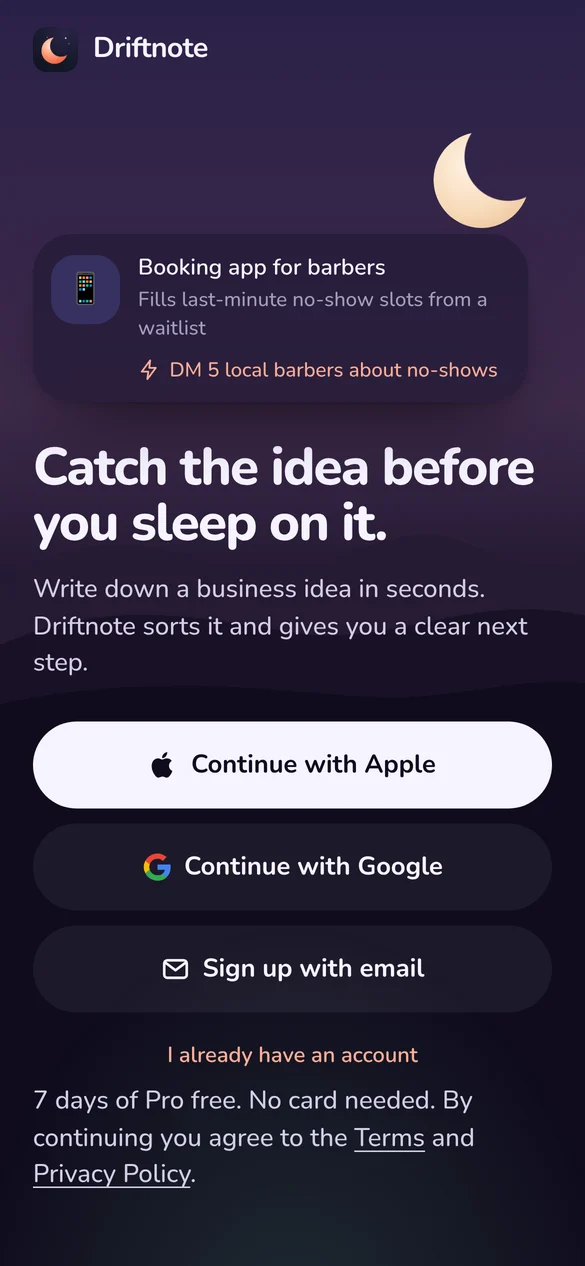 Driftnote
Booking app for barbers
Fills last-minute no-show slots from a
waitlist
DM 5 local barbers about no-shows
Catch the idea before
you sleep on it.
Write down a business idea in seconds.
Driftnote sorts it and gives you a clear next
step.
Continue with Apple
Continue with Google
Sign up with email
I already have an account
7 days of Pro free. No card needed. By
continuing you agree to the Terms and
Privacy Policy.